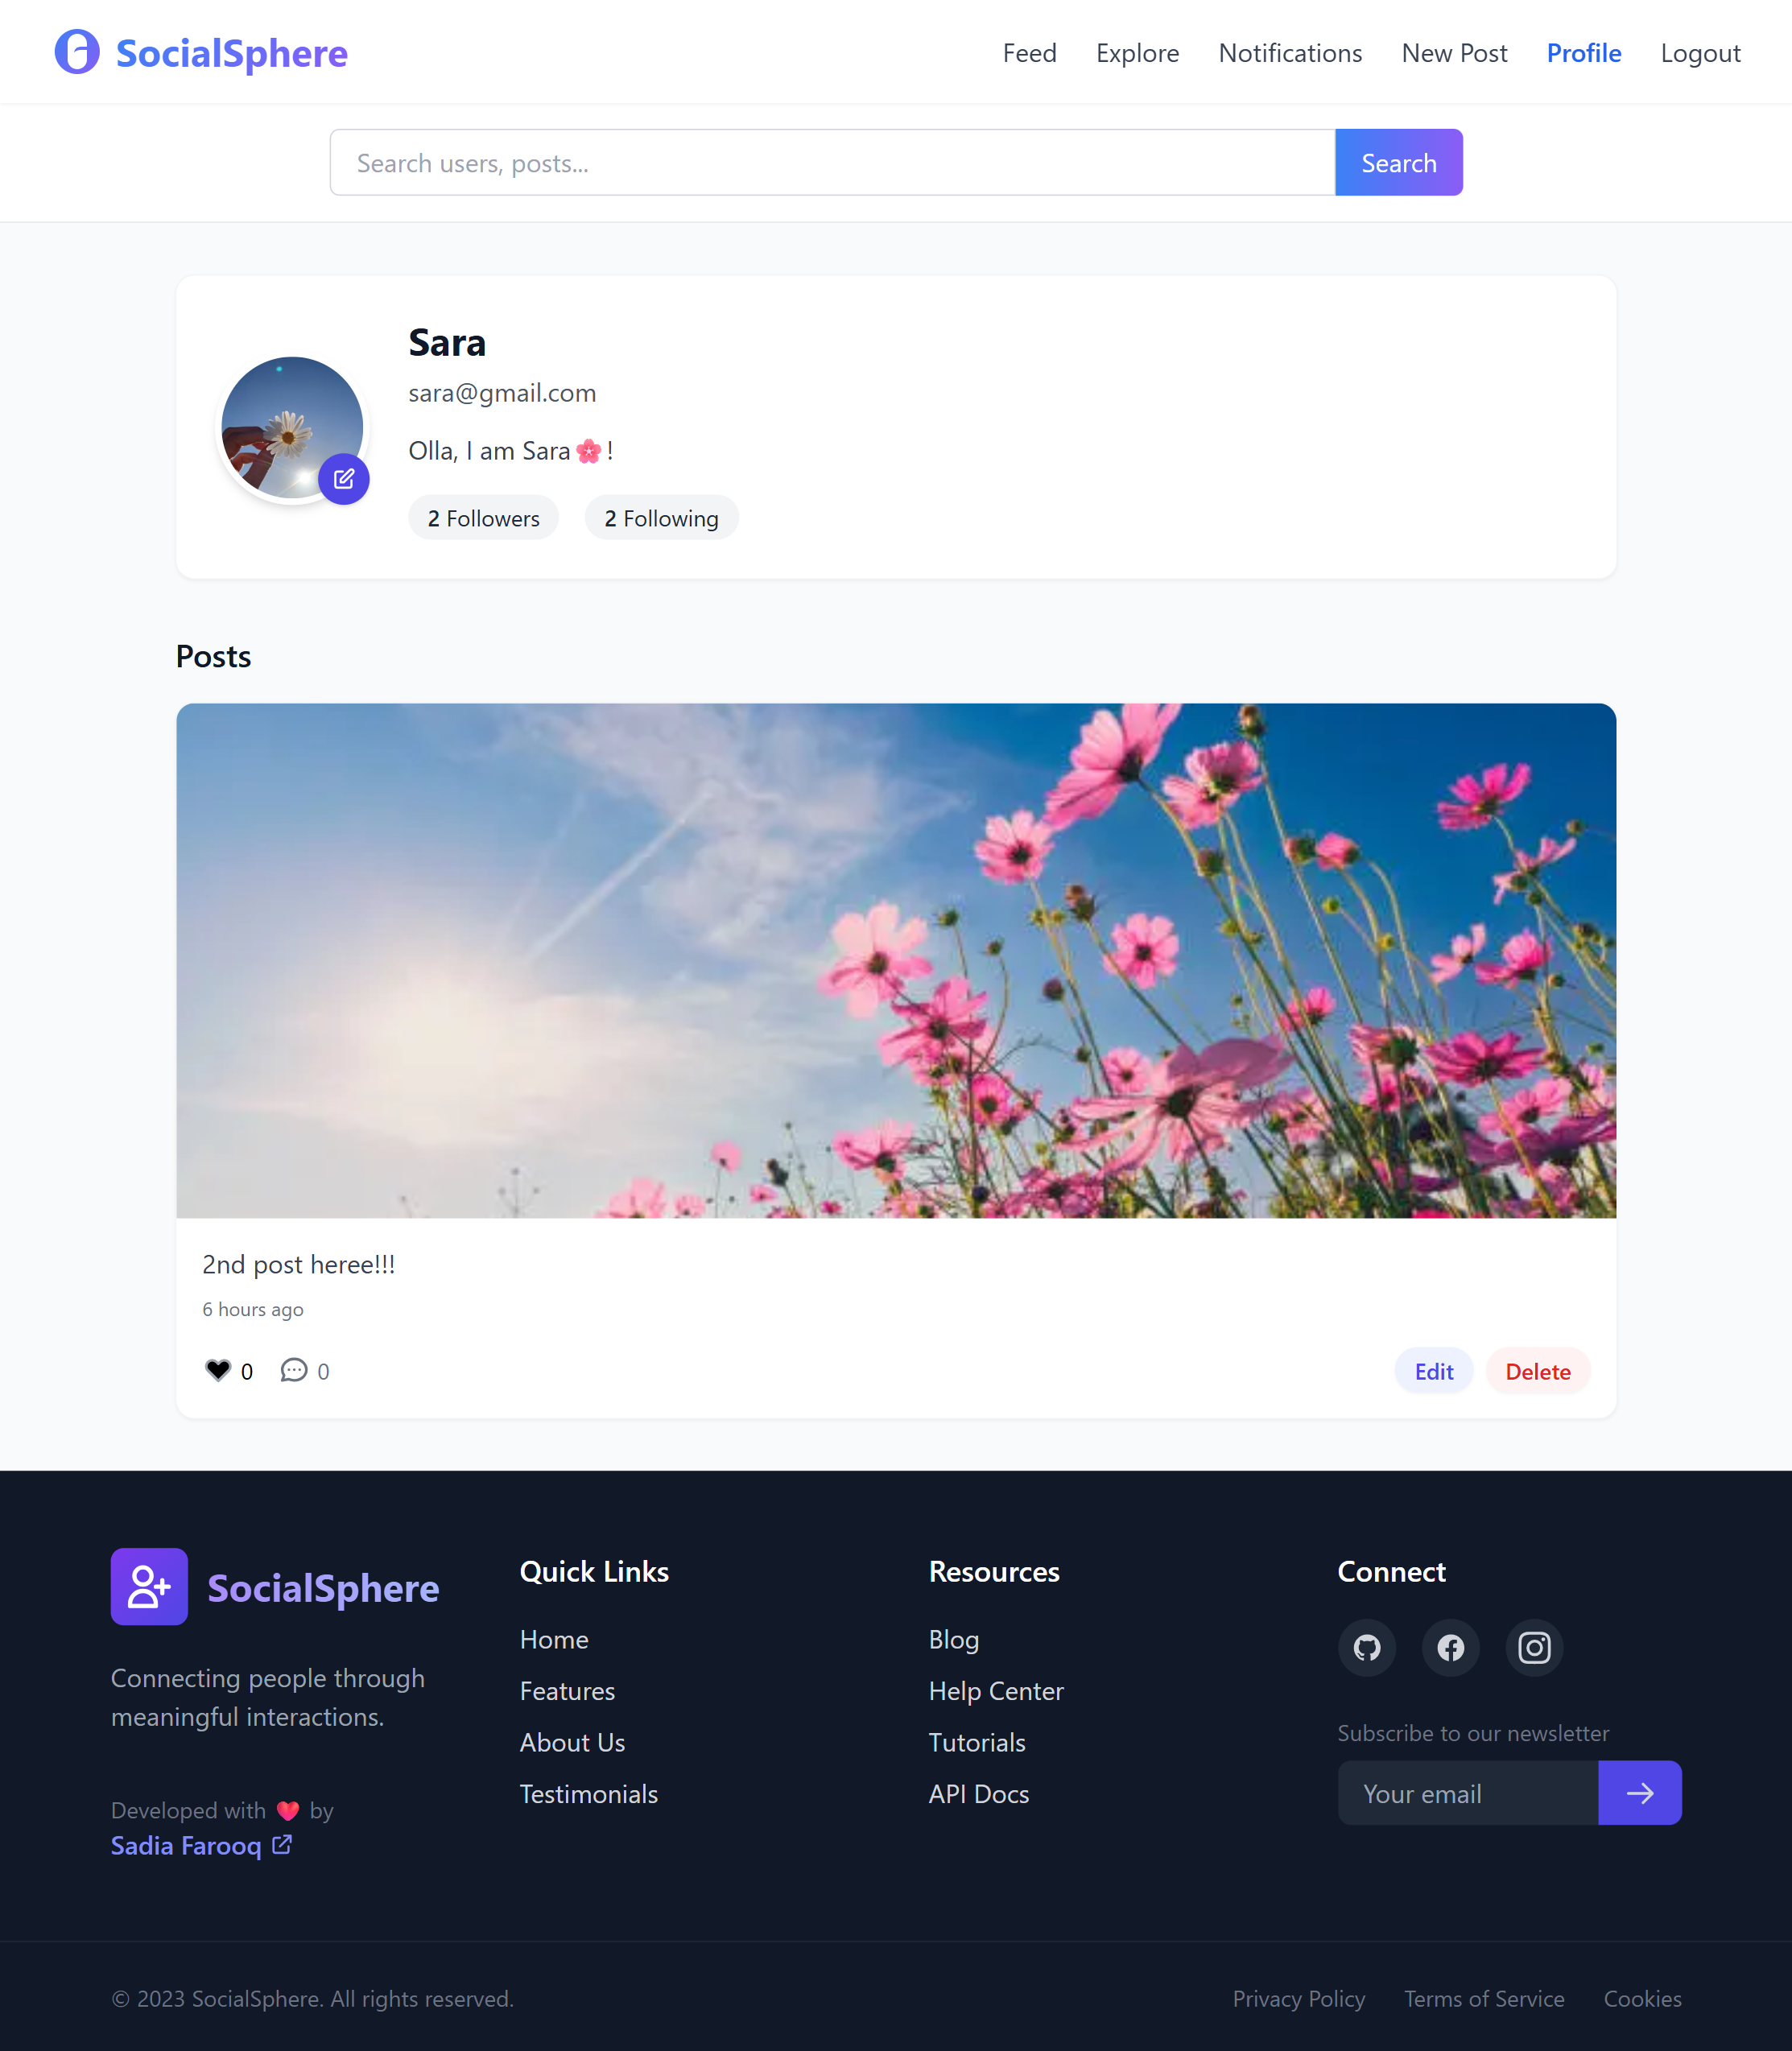 SocialSphere
Feed Explore Notifications New Post Profile Logout
Search users, posts...
Search
Sara
sara@gmail.com
Olla, I am Sara🌸!
2 Followers 2 Following
Posts
2nd post heree!!!
6 hours ago
0 0
Edit Delete
SocialSphere
Connecting people through
meaningful interactions.
Developed with ❤️ by
Sadia Farooq
Quick Links
Home
Features
About Us
Testimonials
Resources
Blog
Help Center
Tutorials
API Docs
Connect
Subscribe to our newsletter
Your email
© 2023 SocialSphere. All rights reserved.
Privacy Policy Terms of Service Cookies